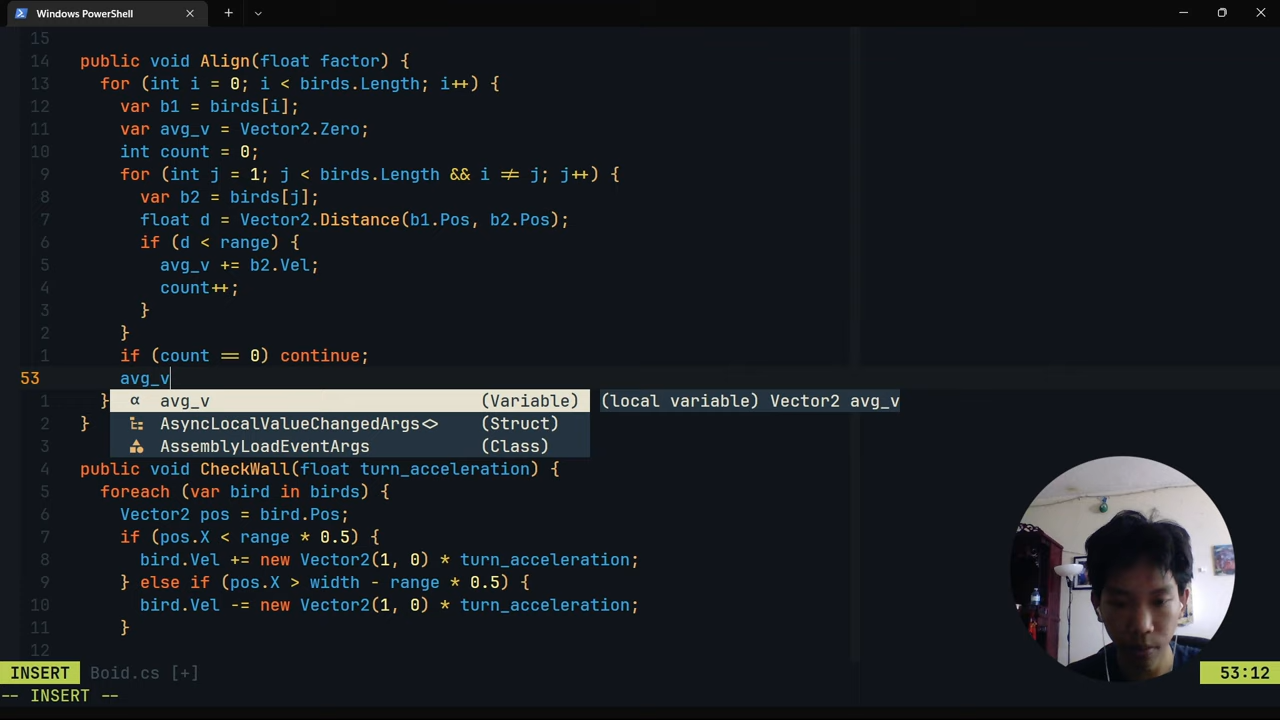 Windows PowerShell
15
14 public void Align(float factor) {
13 for (int i = 0; i < birds.Length; i++) {
12 var b1 = birds[i];
11 var avg_v = Vector2.Zero;
10 int count = 0;
9 for (int j = 1; j < birds.Length && i != j; j++) {
8 var b2 = birds[j];
7 float d = Vector2.Distance(b1.Pos, b2.Pos);
6 if (d < range) {
5 avg_v += b2.Vel;
4 count++;
3 }
2 }
1 if (count == 0) continue;
53 avg_v
1 } α avg_v (Variable) (local variable) Vector2 avg_v
2 } AsyncLocalValueChangedArgs<> (Struct)
3 AssemblyLoadEventArgs (Class)
4 public void CheckWall(float turn_acceleration) {
5 foreach (var bird in birds) {
6 Vector2 pos = bird.Pos;
7 if (pos.X < range * 0.5) {
8 bird.Vel += new Vector2(1, 0) * turn_acceleration;
9 } else if (pos.X > width - range * 0.5) {
10 bird.Vel -= new Vector2(1, 0) * turn_acceleration;
11 }
12
INSERT Boid.cs [+] 53:12
-- INSERT --